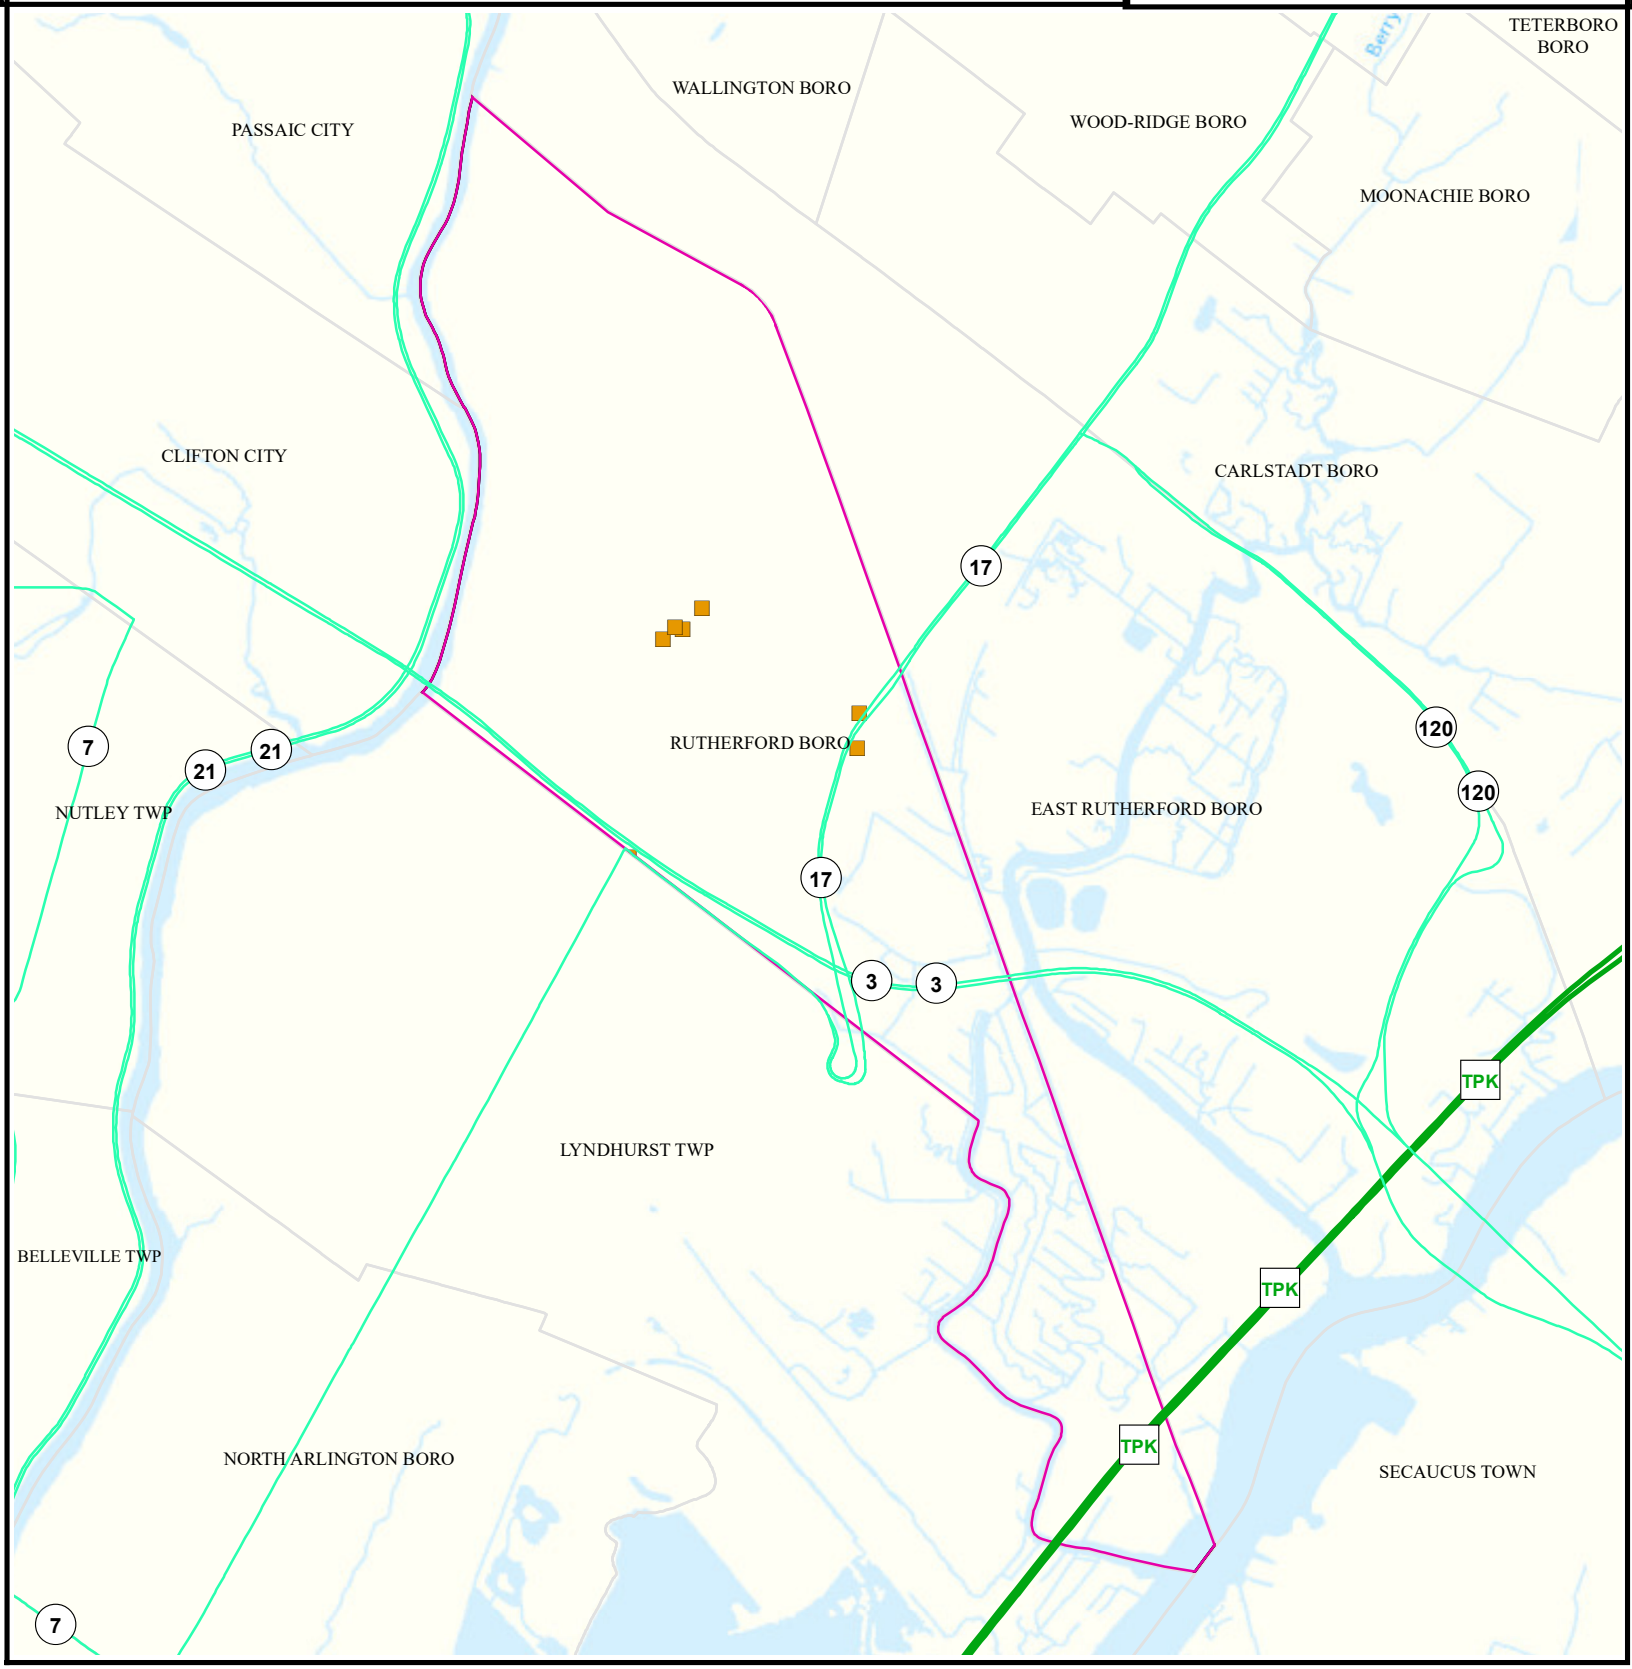 TETERBORO
BORO
Berry
WALLINGTON BORO
WOOD-RIDGE BORO
PASSAIC CITY
MOONACHIE BORO
CLIFTON CITY
CARLSTADT BORO
17
120
RUTHERFORD BORO
7
21
21
120
EAST RUTHERFORD BORO
NUTLEY TWP
17
3
3
TPK
LYNDHURST TWP
BELLEVILLE TWP
TPK
TPK
NORTH ARLINGTON BORO
SECAUCUS TOWN
7